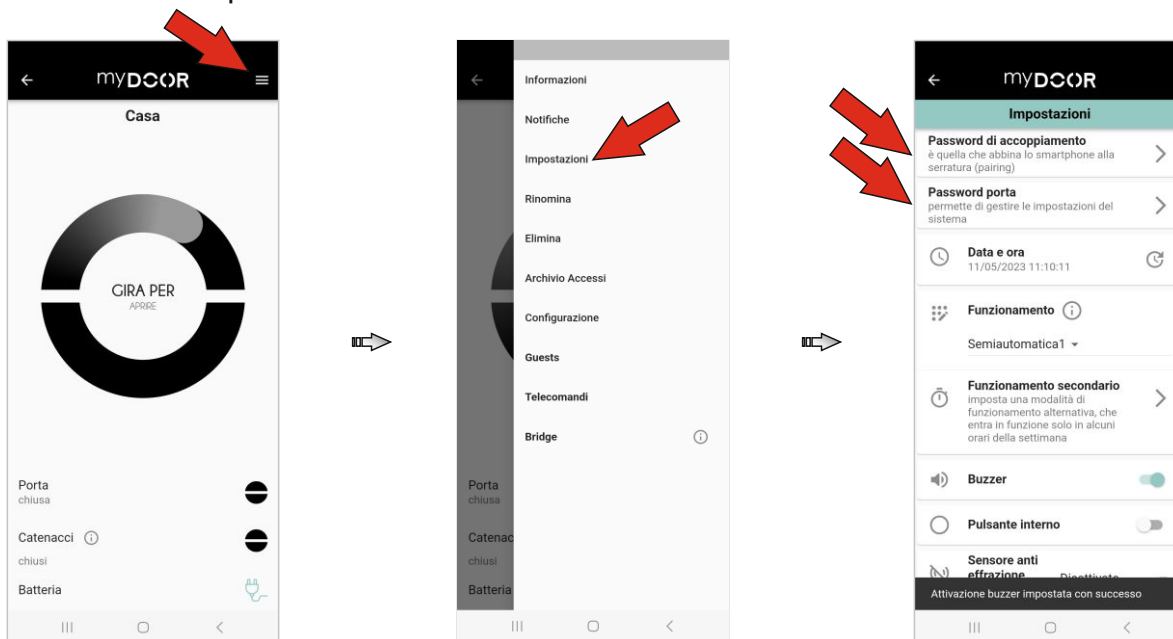 myDOOR
Casa
GIRA PER
APRIRE
Porta
chiusa
Catenacci
chiusi
Batteria
Informazioni
Notifiche
Impostazioni
Rinomina
Elimina
Archivio Accessi
Configurazione
Guests
Telecomandi
Bridge
Porta
chiusa
Catenac
chiusi
Batteria
myDOOR
Impostazioni
Password di accoppiamento
è quella che abbina lo smartphone alla
serratura (pairing)
Password porta
permette di gestire le impostazioni del
sistema
Data e ora
11/05/2023 11:10:11
Funzionamento
Semiautomatica1
Funzionamento secondario
imposta una modalità di
funzionamento alternativa, che
entra in funzione solo in alcuni
orari della settimana
Buzzer
Pulsante interno
Sensore anti
effrazione
Attivazione buzzer impostata con successo